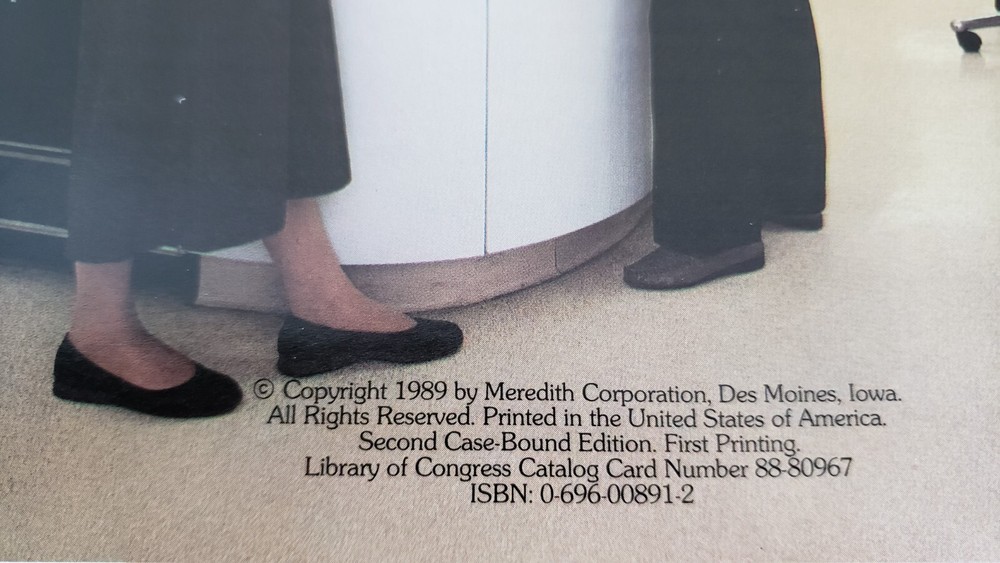 © Copyright 1989 by Meredith Corporation, Des Moines, Iowa.
All Rights Reserved. Printed in the United States of America.
Second Case-Bound Edition. First Printing.
Library of Congress Catalog Card Number 88-80967
ISBN: 0-696-00891-2